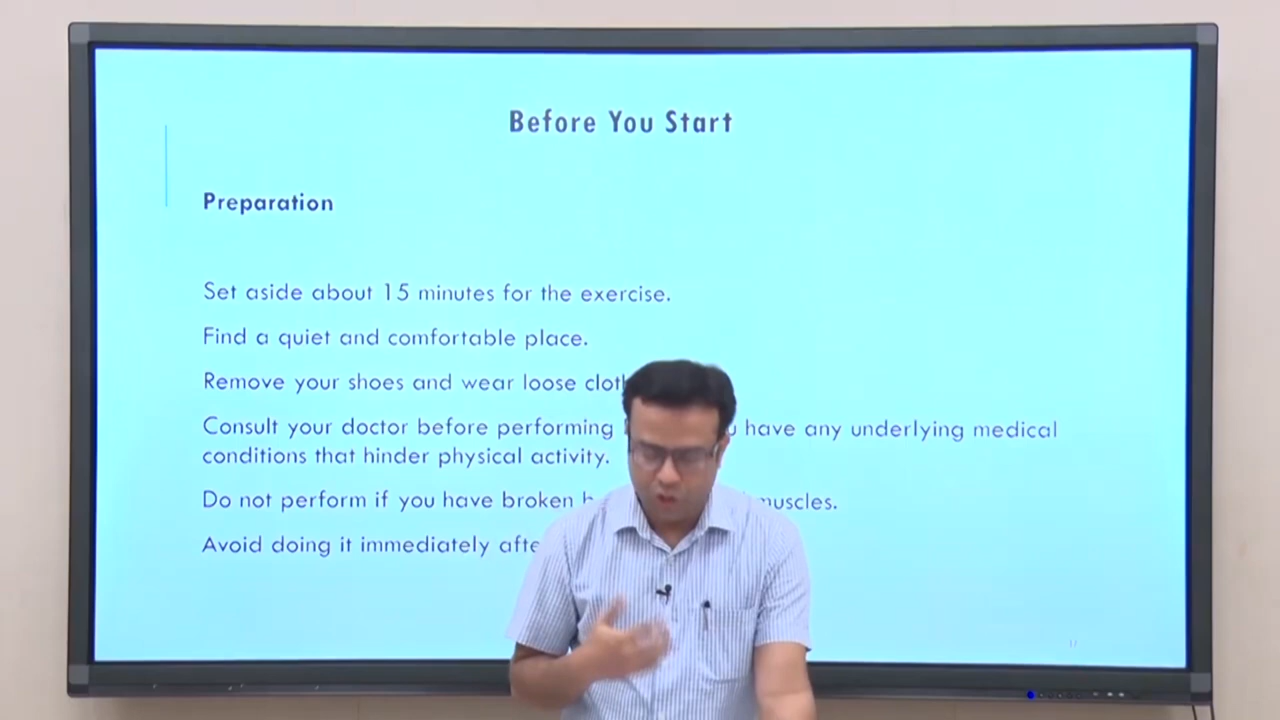 Before You Start
Preparation
Set aside about 15 minutes for the exercise.
Find a quiet and comfortable place.
Remove your shoes and wear loose
Consult your doctor before performing have any underlying medical
conditions that hinder physical activity.
Do not perform if you have broken muscles.
Avoid doing it immediately